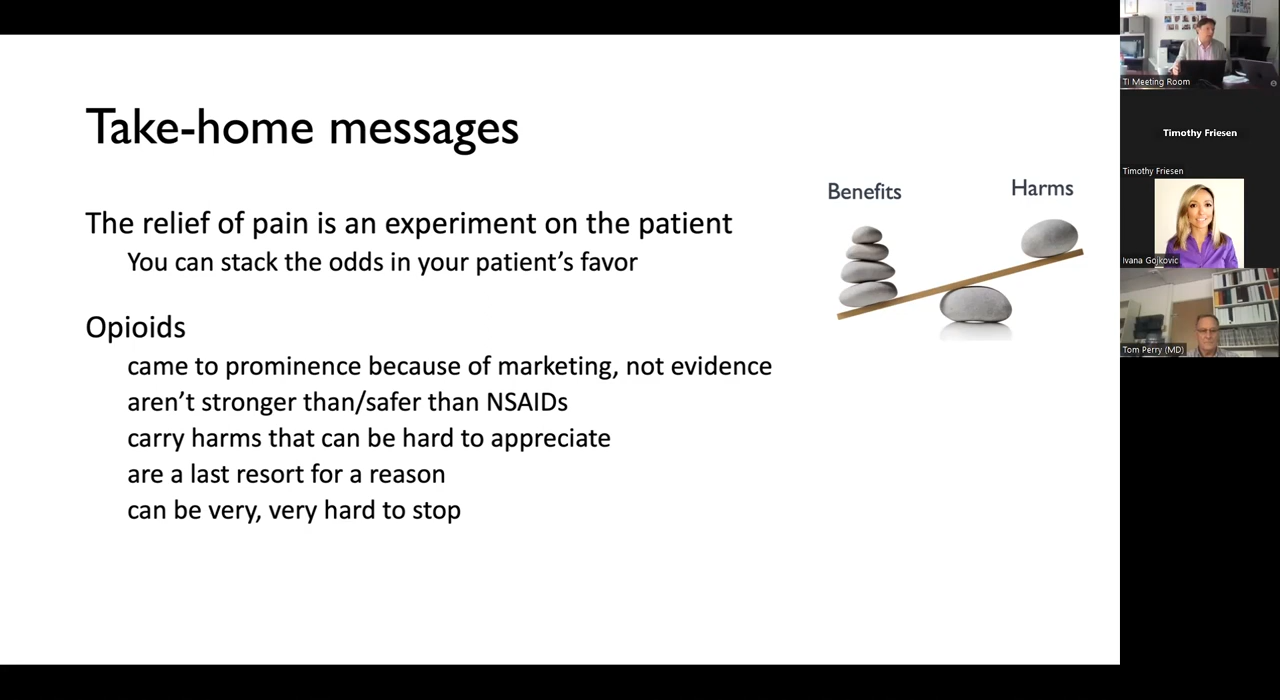 Take-home messages
The relief of pain is an experiment on the patient
You can stack the odds in your patient’s favor
Opioids
came to prominence because of marketing, not evidence
aren’t stronger than/safer than NSAIDs
carry harms that can be hard to appreciate
are a last resort for a reason
can be very, very hard to stop
Benefits
Harms
TI Meeting Room
Timothy Friesen
Timothy Friesen
Ivana Gojkovic
Tom Perry (MD)